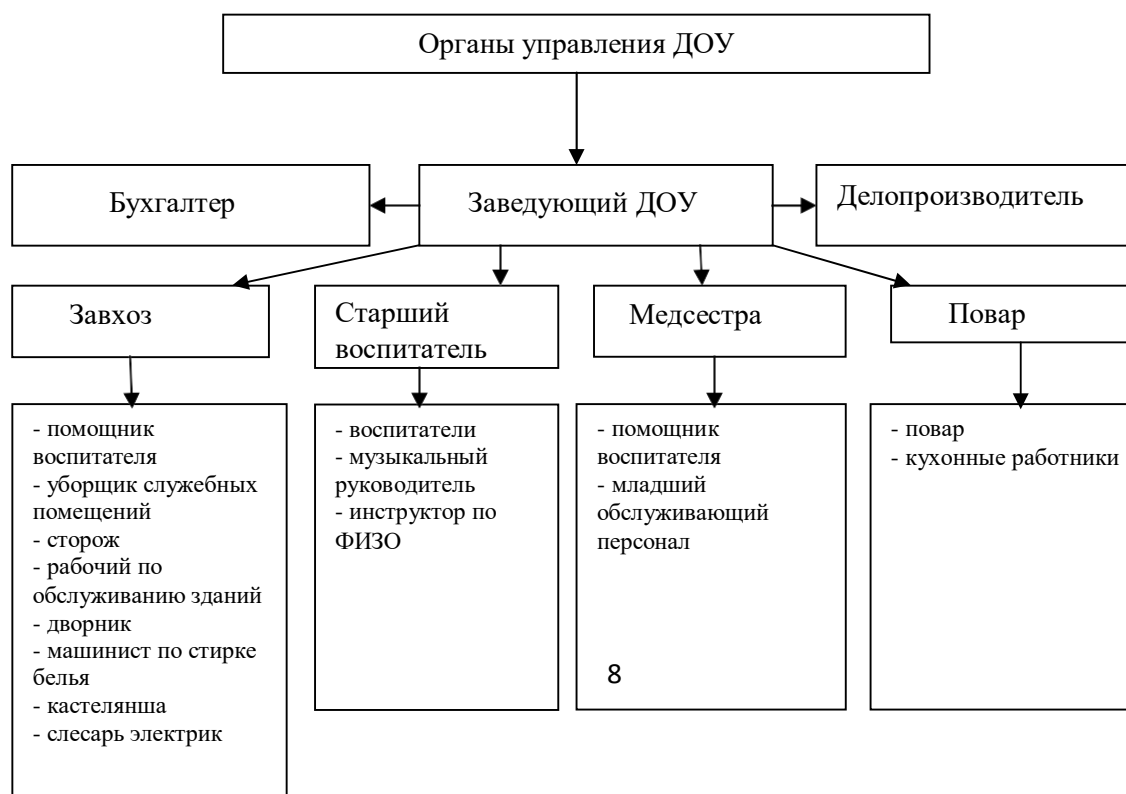 Органы управления ДОУ
Бухгалтер
Заведующий ДОУ
Делопроизводитель
Завхоз
Старший
воспитатель
Медсестра
Повар
- помощник
воспитателя
- уборщик служебных
помещений
- сторож
- рабочий по
обслуживанию зданий
- дворник
- машинист по стирке
белья
- кастелянша
- слесарь электрик
- воспитатели
- музыкальный
руководитель
- инструктор по
ФИЗО
- помощник
воспитателя
- младший
обслуживающий
персонал
8
- повар
- кухонные работники